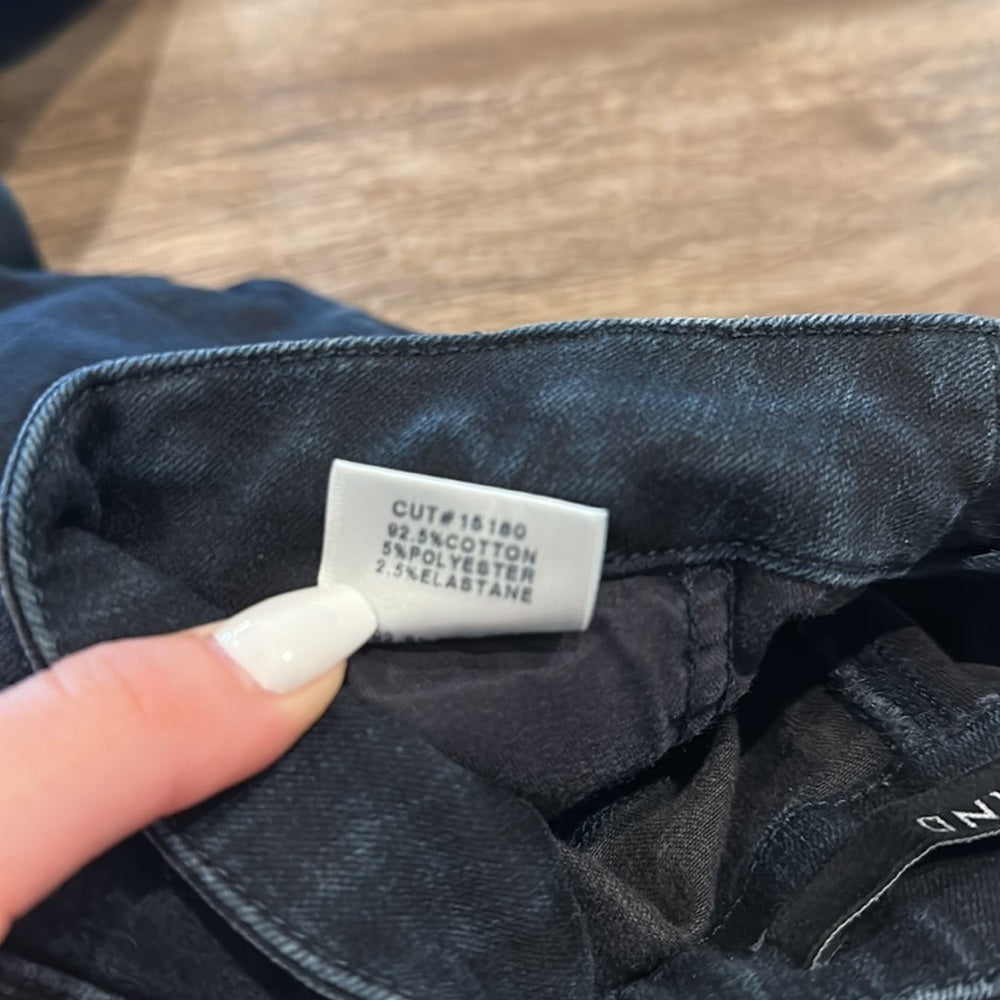 CUT#15180
92.5%COTTON
5%POLYESTER
2.5%ELASTANE